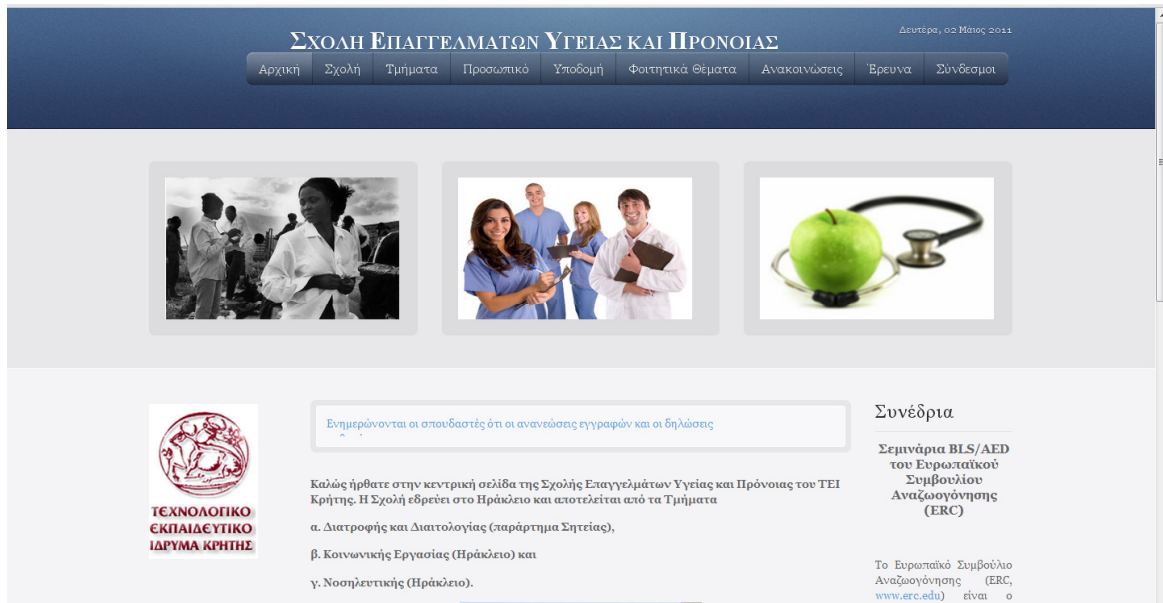 Σχολη Επαγγελματων Υγειας και Προνοιας
Δευτέρα, 02 Μάιος 2011
Αρχική Σχολή Τμήματα Προσωπικό Υποδομή Φοιτητικά Θέματα Ανακοινώσεις Έρευνα Σύνδεσμοι
ΤΕΧΝΟΛΟΓΙΚΟ
ΕΚΠΑΙΔΕΥΤΙΚΟ
ΙΔΡΥΜΑ ΚΡΗΤΗΣ
Ενημερώνονται οι σπουδαστές ότι οι ανανεώσεις εγγραφών και οι δηλώσεις
Καλώς ήρθατε στην κεντρική σελίδα της Σχολής Επαγγελμάτων Υγείας και Πρόνοιας του ΤΕΙ
Κρήτης. Η Σχολή εδρεύει στο Ηράκλειο και αποτελείται από τα Τμήματα
α. Διατροφής και Διαιτολογίας (παράρτημα Σητείας),
β. Κοινωνικής Εργασίας (Ηράκλειο) και
γ. Νοσηλευτικής (Ηράκλειο).
Συνέδρια
Σεμινάρια BLS/AED
του Ευρωπαϊκού
Συμβουλίου
Αναζωογόνησης
(ERC)
Το Ευρωπαϊκό Συμβούλιο
Αναζωογόνησης (ERC,
www.erc.edu) είναι ο